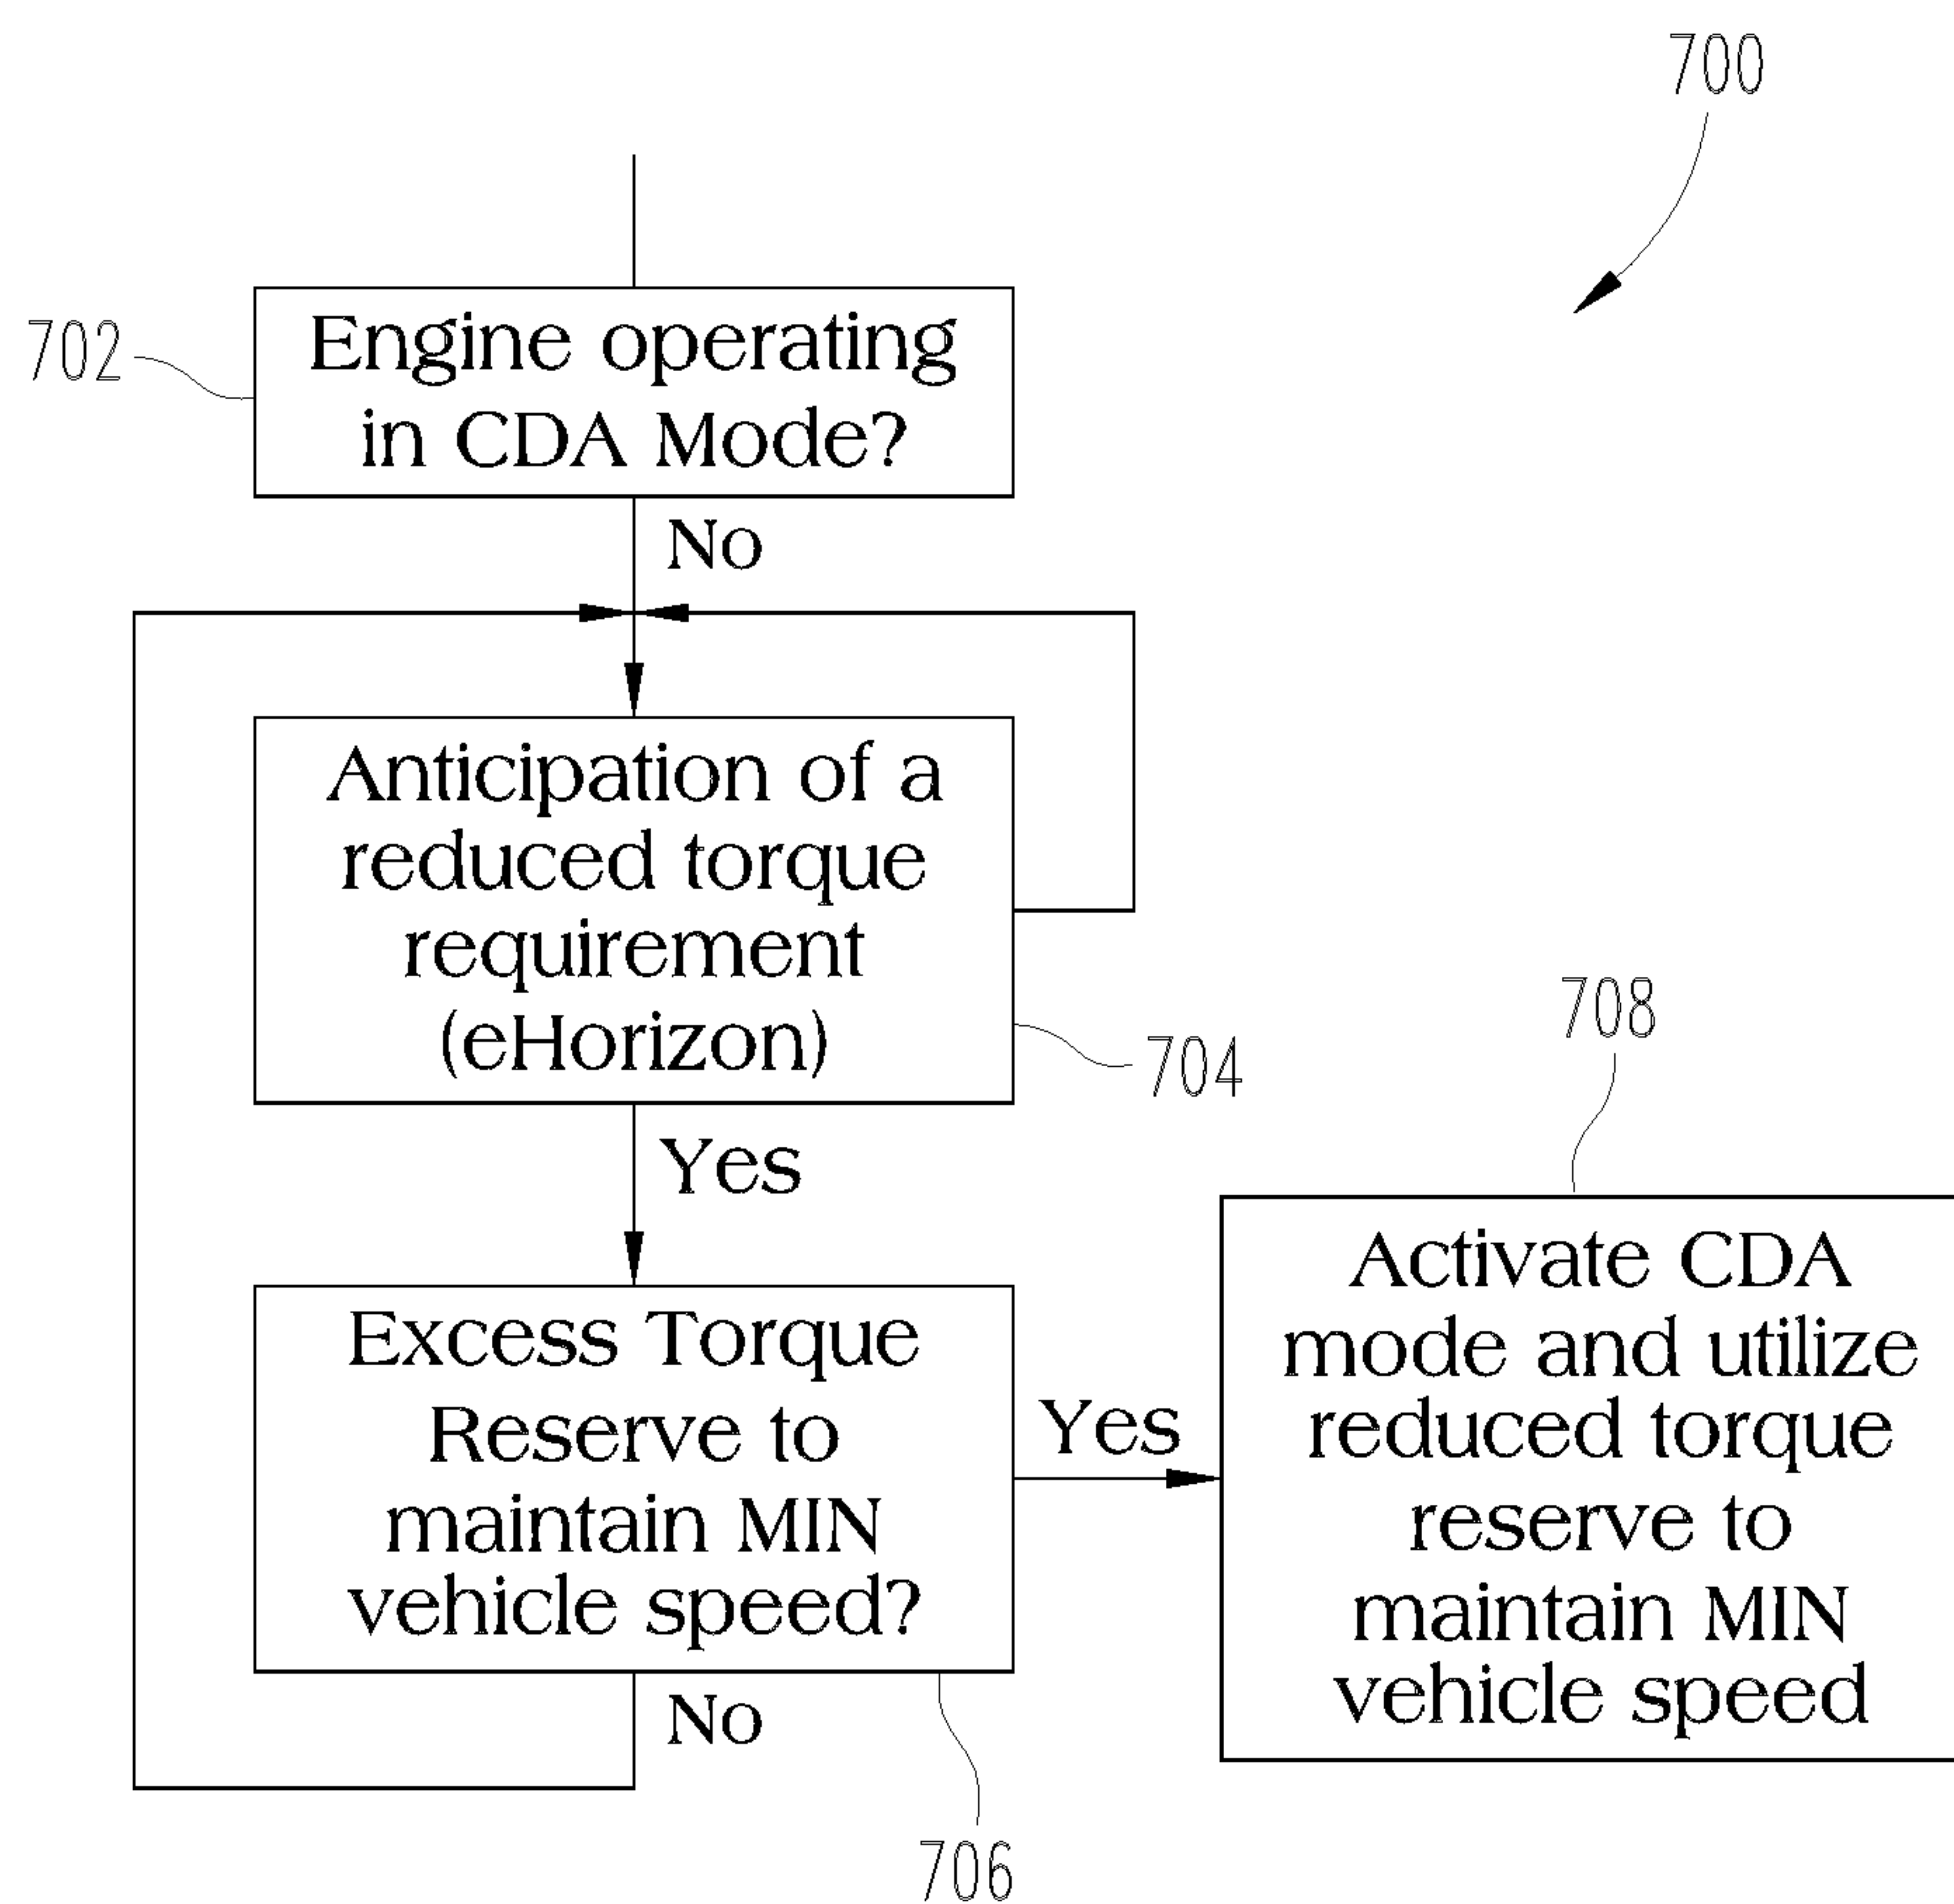 700
702
Engine operating
in CDA Mode?
No
Anticipation of a
reduced torque
requirement
(eHorizon)
704
Yes
Excess Torque
Reserve to
maintain MIN
vehicle speed?
706
No
Yes
708
Activate CDA
mode and utilize
reduced torque
reserve to
maintain MIN
vehicle speed